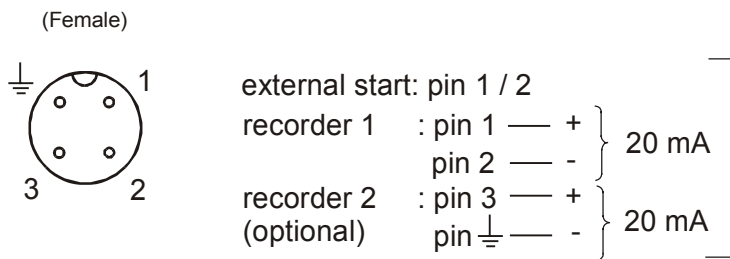 (Female)
1
3 2
external start: pin 1 / 2
recorder 1 : pin 1 — +
pin 2 — - } 20 mA
recorder 2 : pin 3 — +
(optional) pin ⏚ — - } 20 mA